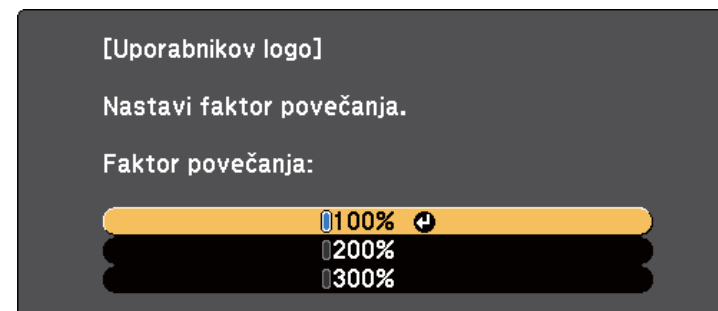 [Uporabnikov logo]
Nastavi faktor povečanja.
Faktor povečanja:
100%
200%
300%